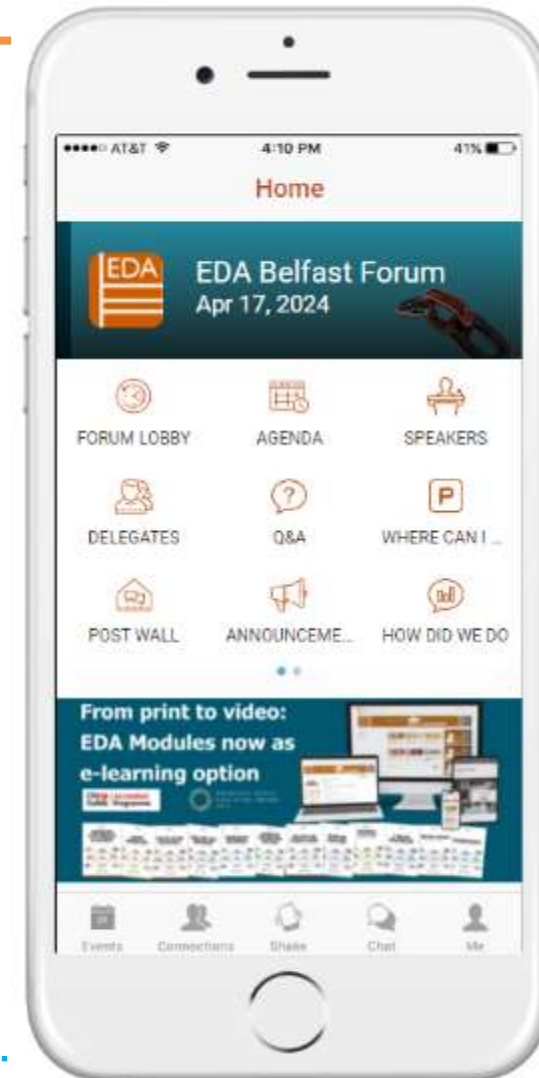 AT&T 4:10 PM 41%
Home
EDA
EDA Belfast Forum
Apr 17, 2024
FORUM LOBBY AGENDA SPEAKERS
DELEGATES Q&A WHERE CAN I ...
POST WALL ANNOUNCEME... HOW DID WE DO
From print to video:
EDA Modules now as
e-learning option
Events Connections Shake Chat Me